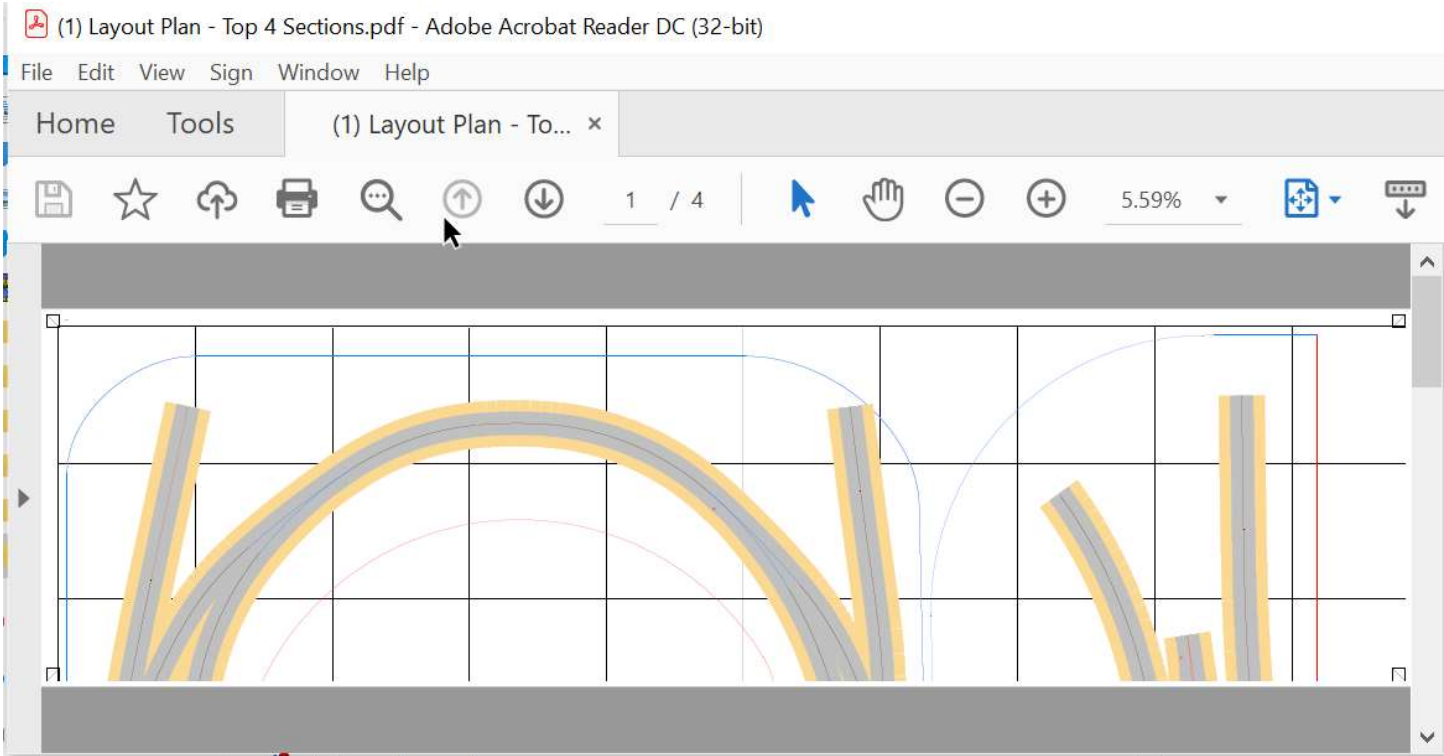 (1) Layout Plan - Top 4 Sections.pdf - Adobe Acrobat Reader DC (32-bit)
File Edit View Sign Window Help
Home Tools (1) Layout Plan - To... ×
1 / 4 5.59%